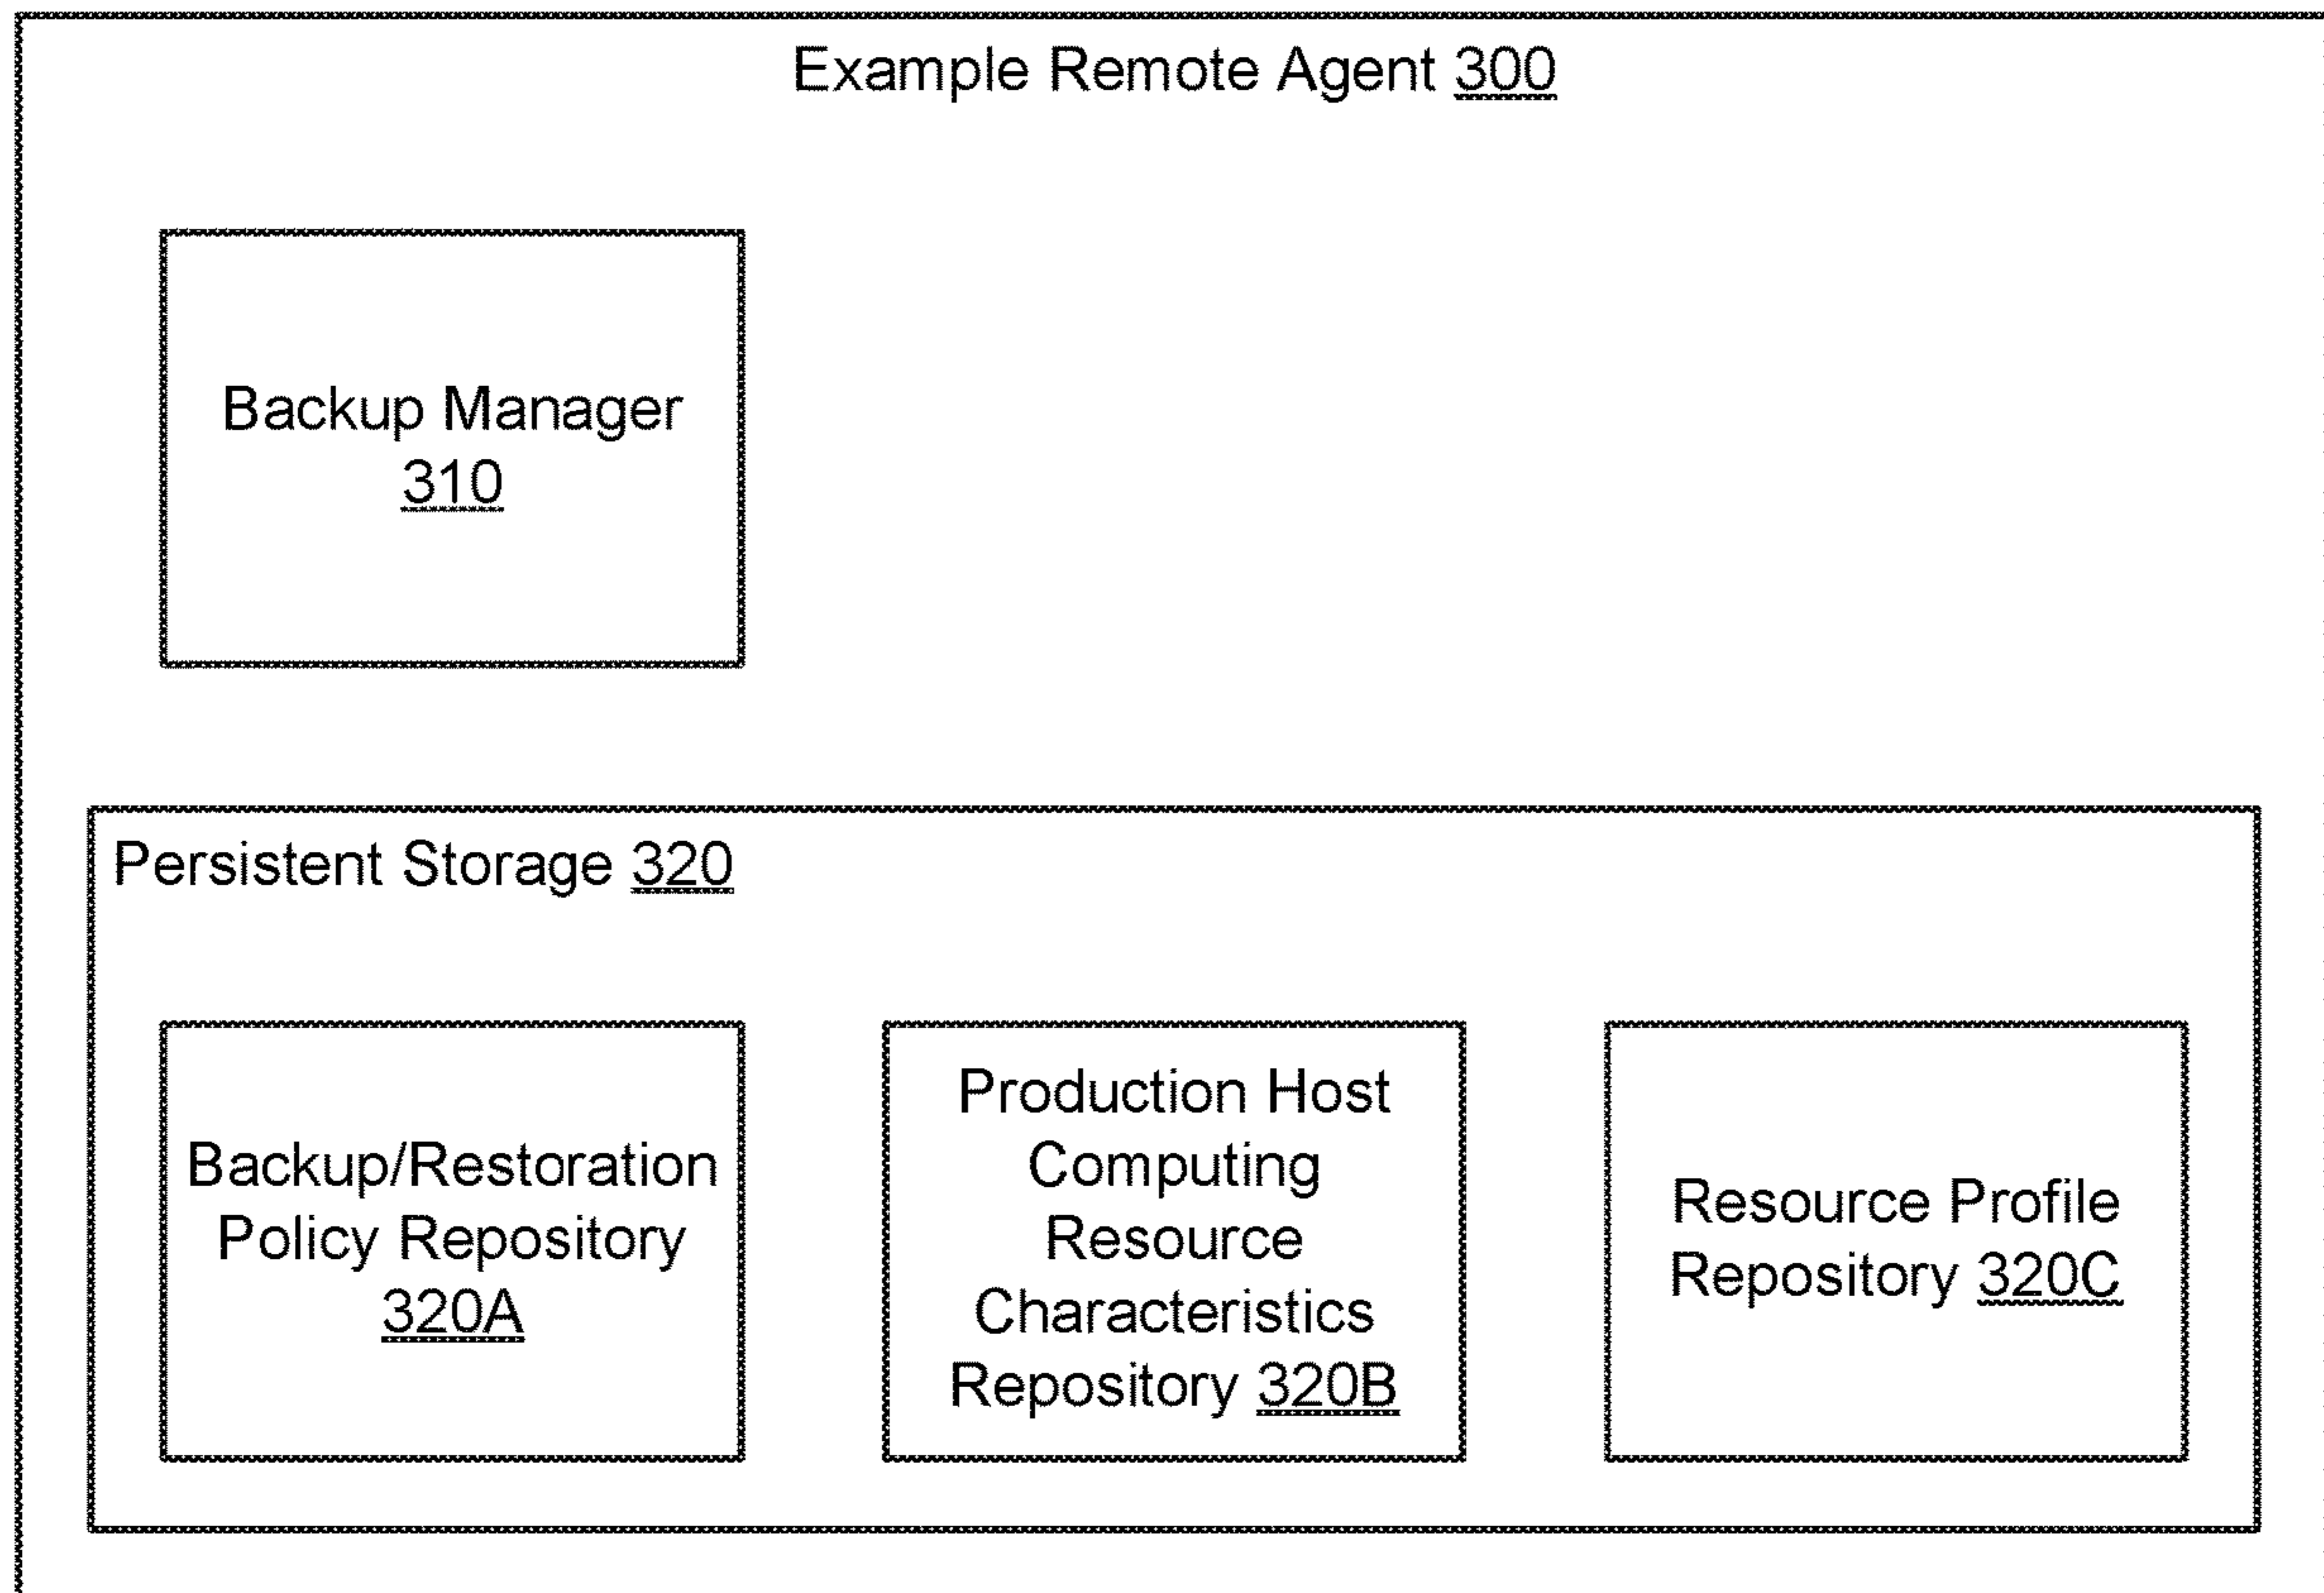 Example Remote Agent 300
Backup Manager
310
Persistent Storage 320
Backup/Restoration
Policy Repository
320A
Production Host
Computing
Resource
Characteristics
Repository 320B
Resource Profile
Repository 320C